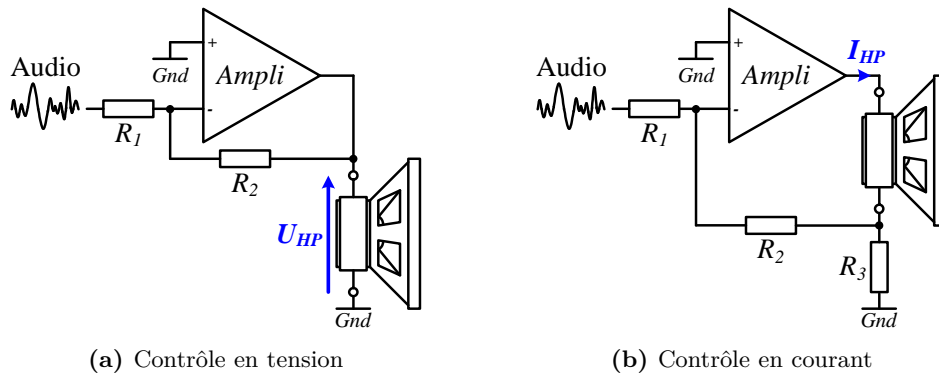 Audio
R1
+
-
Ampli
Gnd
R2
UHP
Gnd
(a) Contrôle en tension
Audio
R1
+
-
Ampli
Gnd
IHP
R2
R3
Gnd
(b) Contrôle en courant